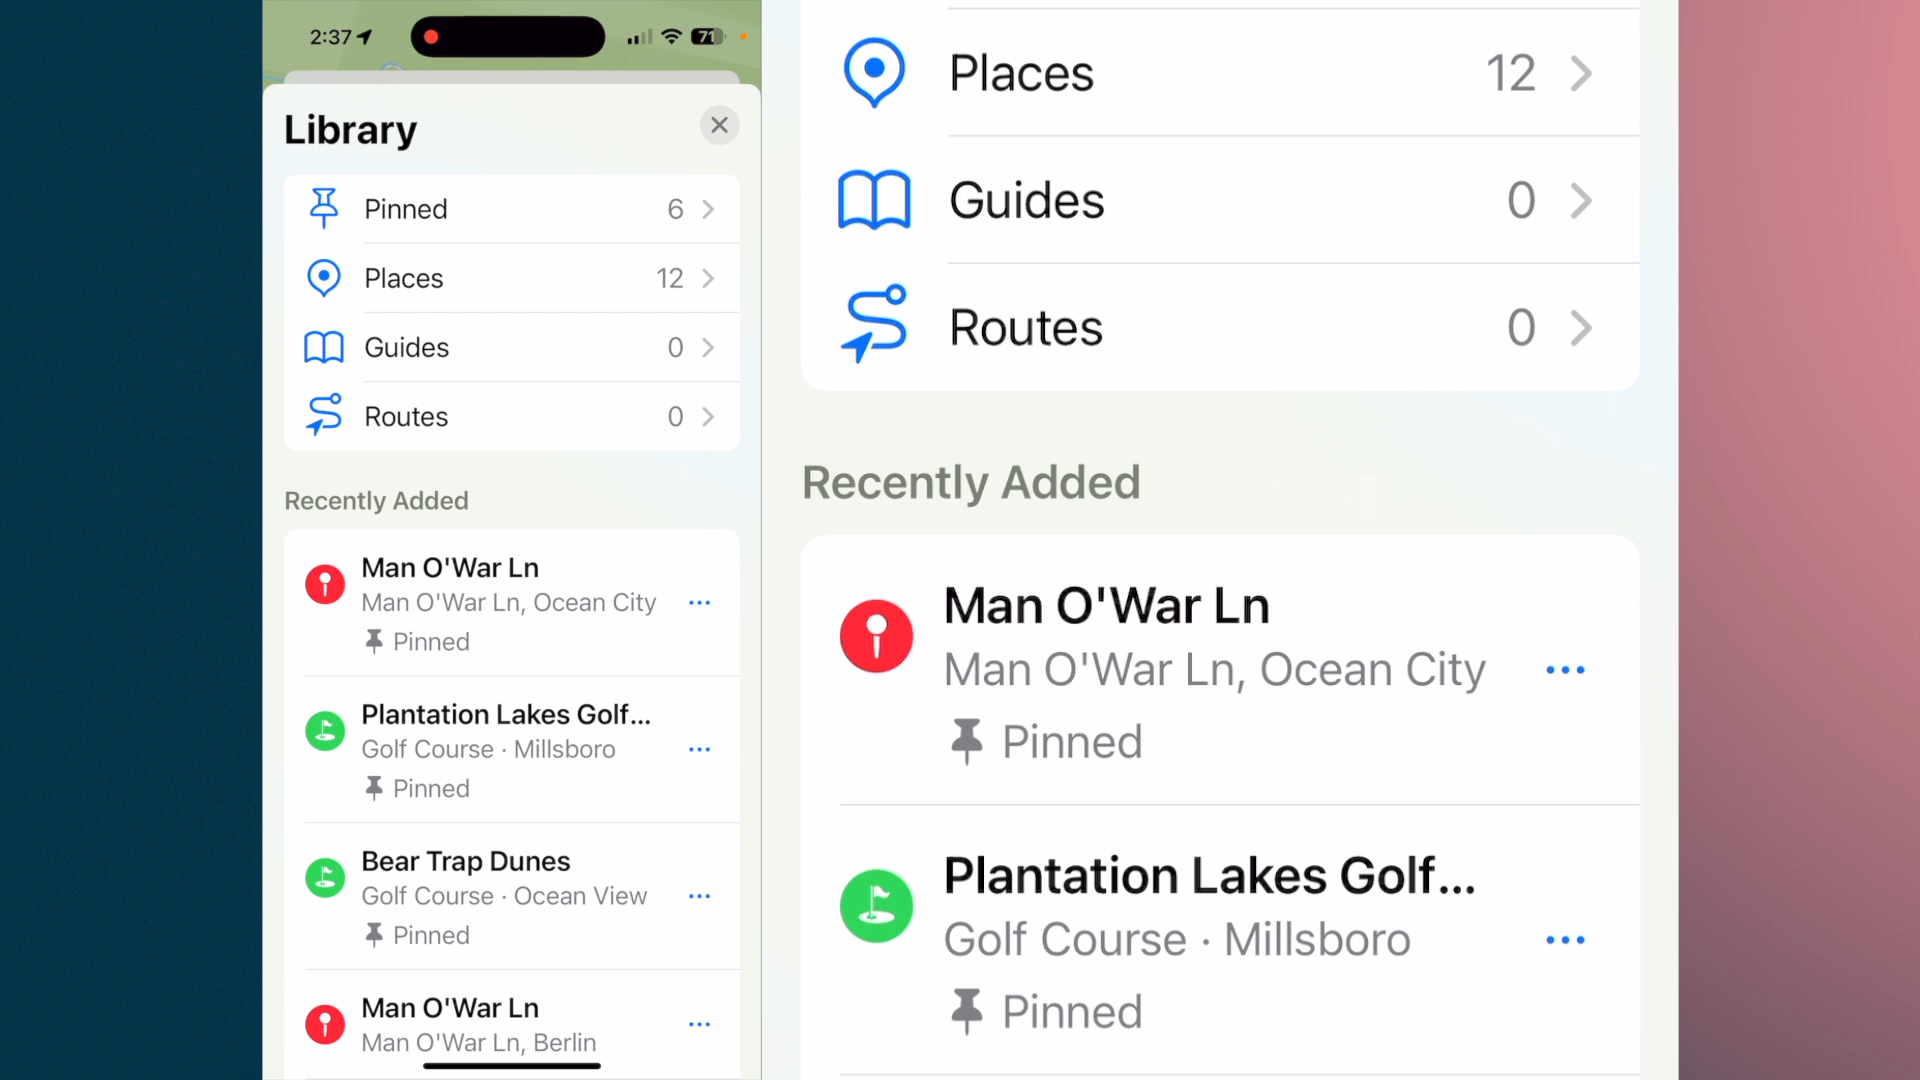 2:37
71
Library
Pinned 6
Places 12
Guides 0
Routes 0
Recently Added
Man O'War Ln
Man O'War Ln, Ocean City
Pinned
Plantation Lakes Golf...
Golf Course · Millsboro
Pinned
Bear Trap Dunes
Golf Course · Ocean View
Pinned
Man O'War Ln
Man O'War Ln, Berlin
Places 12
Guides 0
Routes 0
Recently Added
Man O'War Ln
Man O'War Ln, Ocean City
Pinned
Plantation Lakes Golf...
Golf Course · Millsboro
Pinned